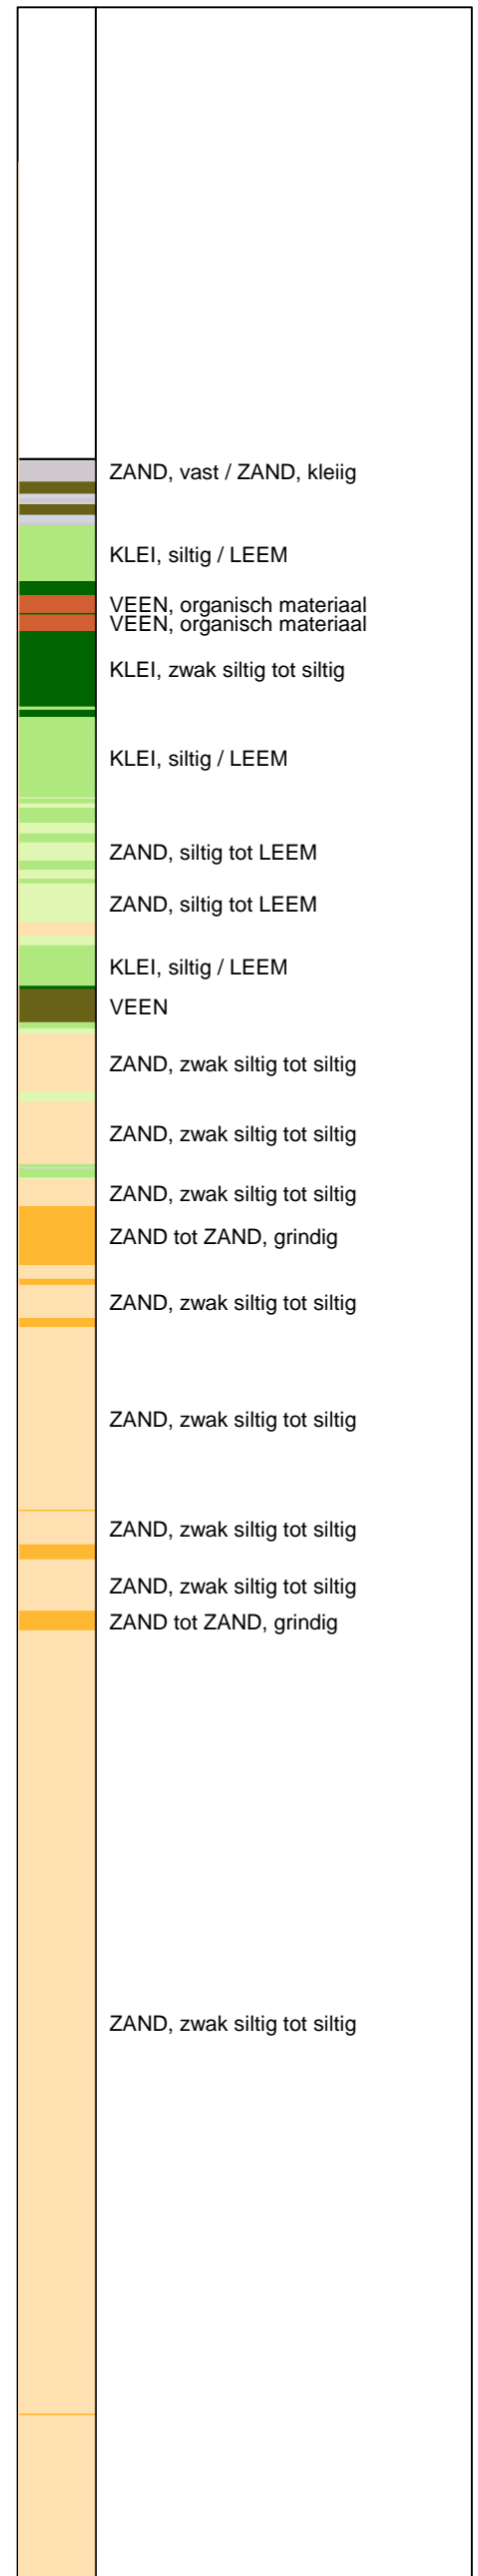 ZAND, vast / ZAND, kleiig
KLEI, siltig / LEEM
VEEN, organisch materiaal
VEEN, organisch materiaal
KLEI, zwak siltig tot siltig
KLEI, siltig / LEEM
ZAND, siltig tot LEEM
ZAND, siltig tot LEEM
KLEI, siltig / LEEM
VEEN
ZAND, zwak siltig tot siltig
ZAND, zwak siltig tot siltig
ZAND, zwak siltig tot siltig
ZAND tot ZAND, grindig
ZAND, zwak siltig tot siltig
ZAND, zwak siltig tot siltig
ZAND, zwak siltig tot siltig
ZAND, zwak siltig tot siltig
ZAND tot ZAND, grindig
ZAND, zwak siltig tot siltig